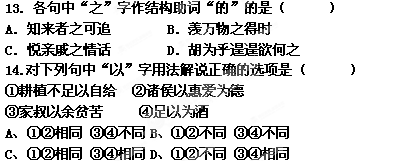 13. 各句中“之”字作结构助词“的”的是（　　　）
A. 知来者之可追　　　B. 羡万物之得时
C. 悦亲戚之情话　　　D. 胡为乎遑遑欲何之
14.对下列句中“以”字用法解说正确的选项是（　　　）
①耕植不足以自给　②诸侯以惠爱为德
③家叔以余贫苦　　④足以为酒
A、①②相同　③④不同 B、①②不同　③④不同
C、①②相同　③④相同 D、①②不同　③④相同